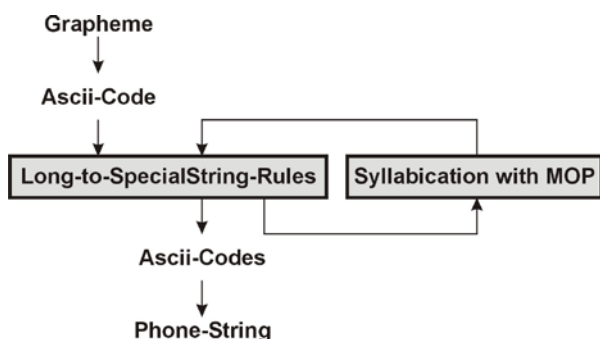 Grapheme
Ascii-Code
Long-to-SpecialString-Rules
Syllabication with MOP
Ascii-Codes
Phone-String